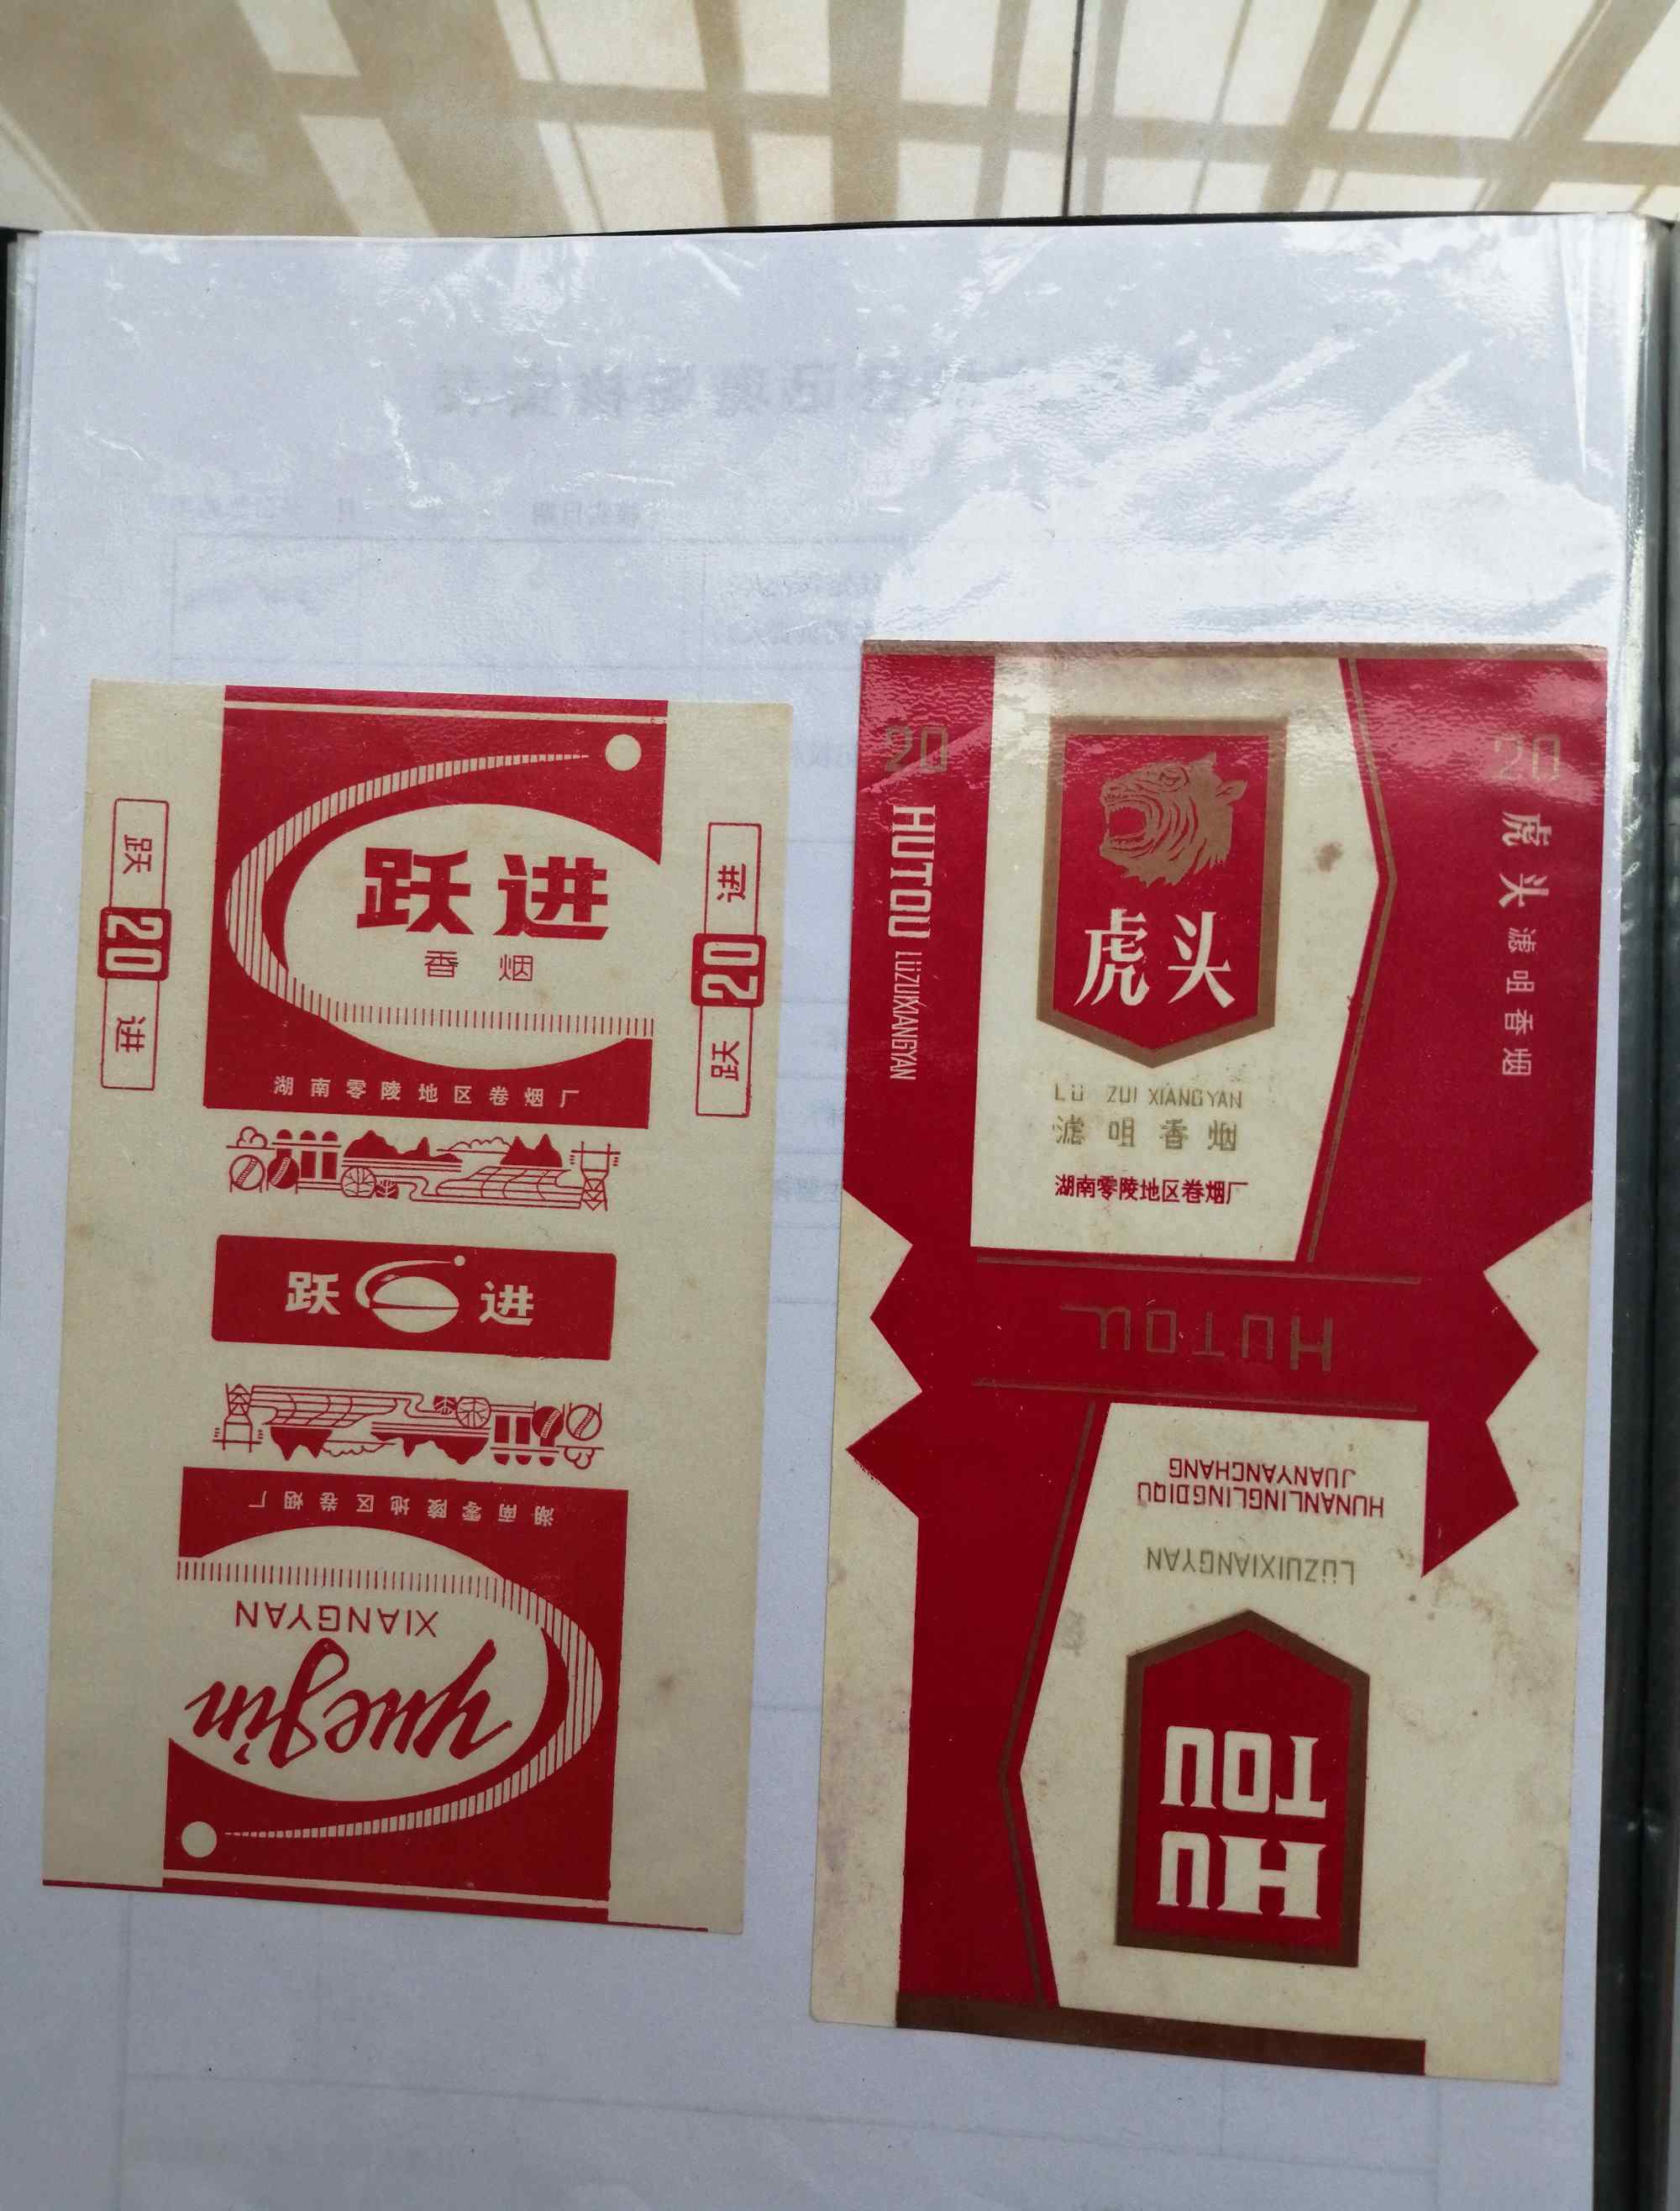 跃进
香烟
湖南零陵地区卷烟厂
跃 20 进
进 20 跃
跃 进
湖南零陵地区卷烟厂
XIANGYAN
yuejin
20
HUTOU LÜZUIXIANGYAN
虎头
LÜ ZUI XIANGYAN
滤咀香烟
湖南零陵地区卷烟厂
20
虎头 滤咀香烟
HUTOU
HUNANLINGLINGDIQU
JUANYANCHANG
LÜZUIXIANGYAN
HU
TOU